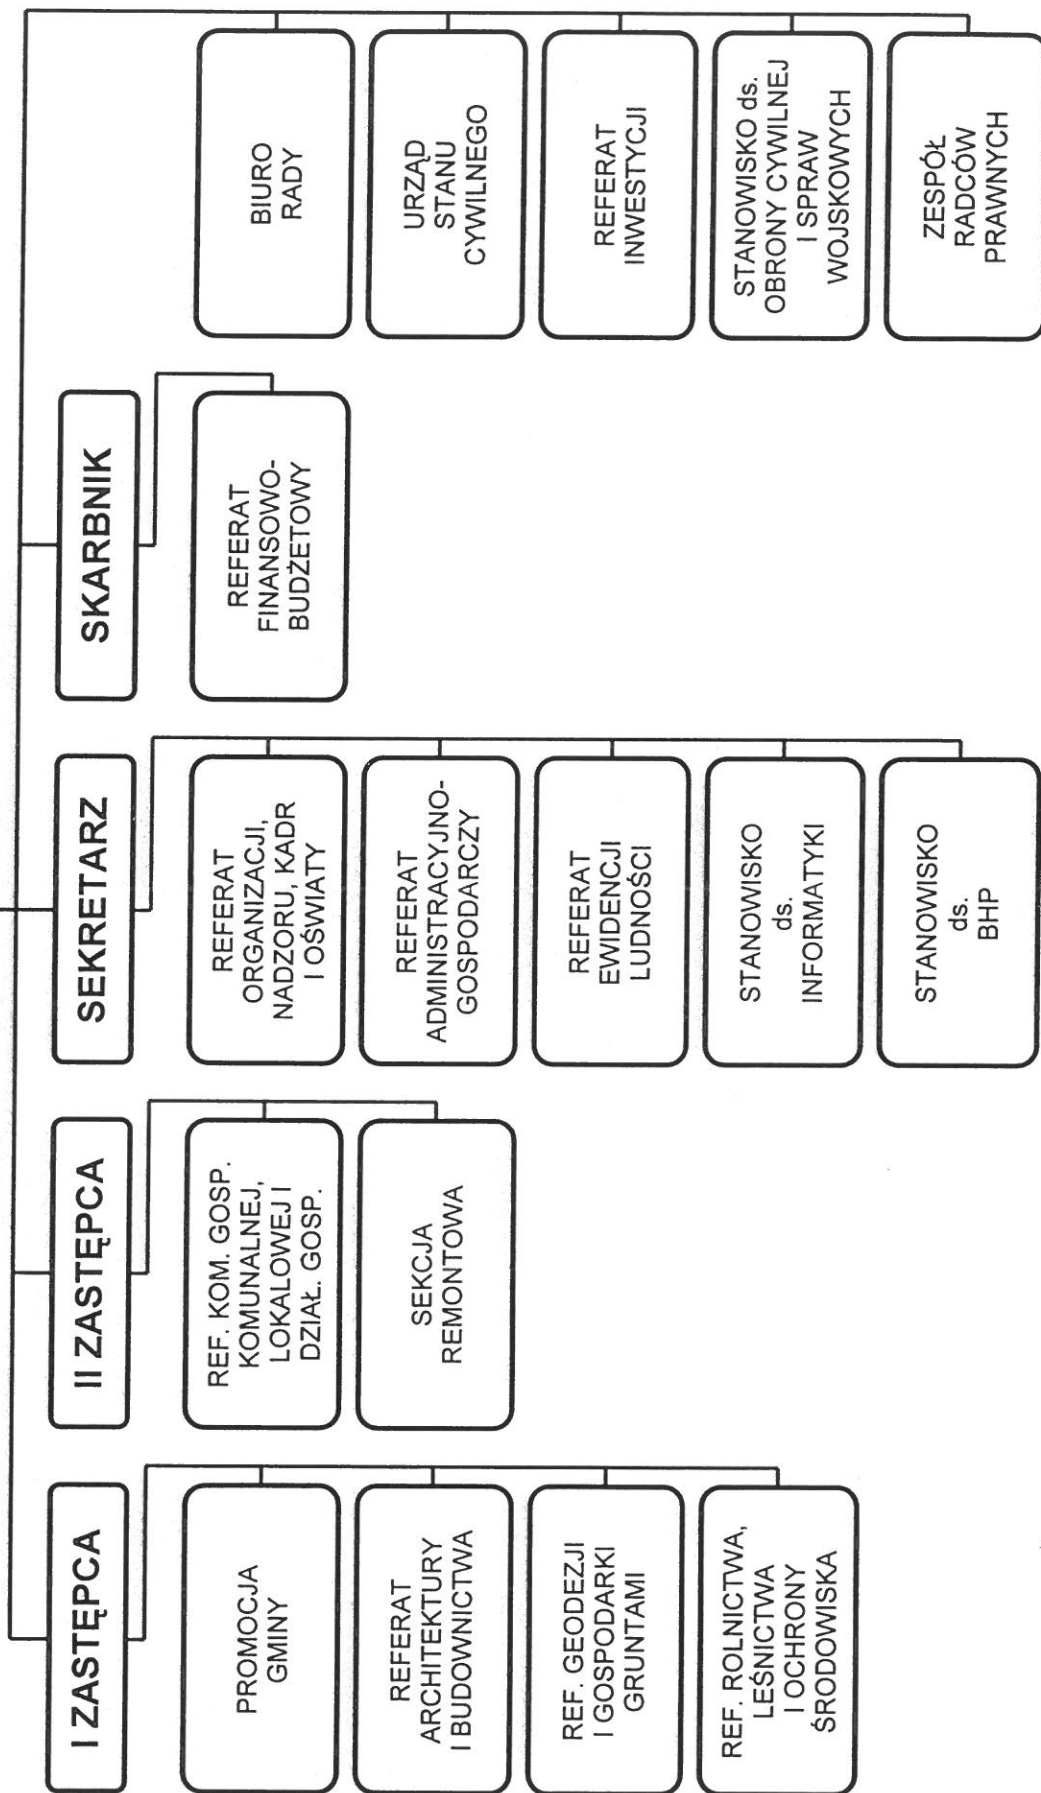 I ZASTĘPCA
PROMOCJA
GMINY
REFERAT
ARCHITEKTURY
I BUDOWNICTWA
REF. GEODEZJI
I GOSPODARKI
GRUNTAMI
REF. ROLNICTWA,
LEŚNICTWA
I OCHRONY
ŚRODOWISKA
II ZASTĘPCA
REF. KOM. GOSP.
KOMUNALNEJ,
LOKALOWEJ I
DZIAŁ. GOSP.
SEKCJA
REMONTOWA
SEKRETARZ
REFERAT
ORGANIZACJI,
NADZORU, KADR
I OŚWIATY
REFERAT
ADMINISTRACYJNO-
GOSPODARCZY
REFERAT
EWIDENCJI
LUDNOŚCI
STANOWISKO
ds.
INFORMATYKI
STANOWISKO
ds.
BHP
SKARBNIK
REFERAT
FINANSOWO-
BUDŻETOWY
BIURO
RADY
URZĄD
STANU
CYWILNEGO
REFERAT
INWESTYCJI
STANOWISKO ds.
OBRONY CYWILNEJ
I SPRAW
WOJSKOWYCH
ZESPÓŁ
RADCÓW
PRAWNYCH